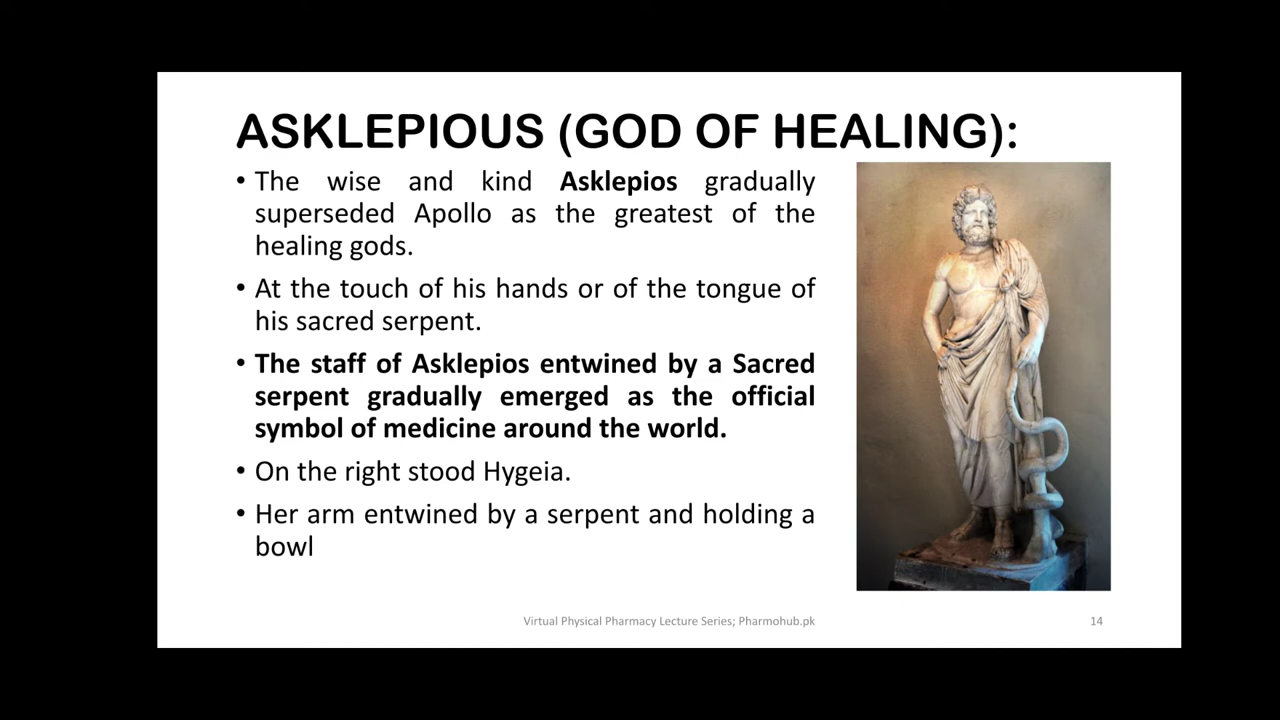 ASKLEPIOUS (GOD OF HEALING):
• The wise and kind Asklepios gradually
superseded Apollo as the greatest of the
healing gods.
• At the touch of his hands or of the tongue of
his sacred serpent.
• The staff of Asklepios entwined by a Sacred
serpent gradually emerged as the official
symbol of medicine around the world.
• On the right stood Hygeia.
• Her arm entwined by a serpent and holding a
bowl
Virtual Physical Pharmacy Lecture Series; Pharmohub.pk
14